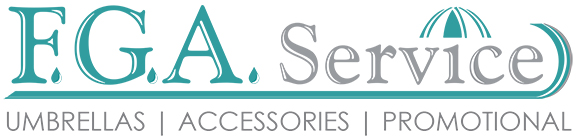 F.G.A. Service
UMBRELLAS | ACCESSORIES | PROMOTIONAL